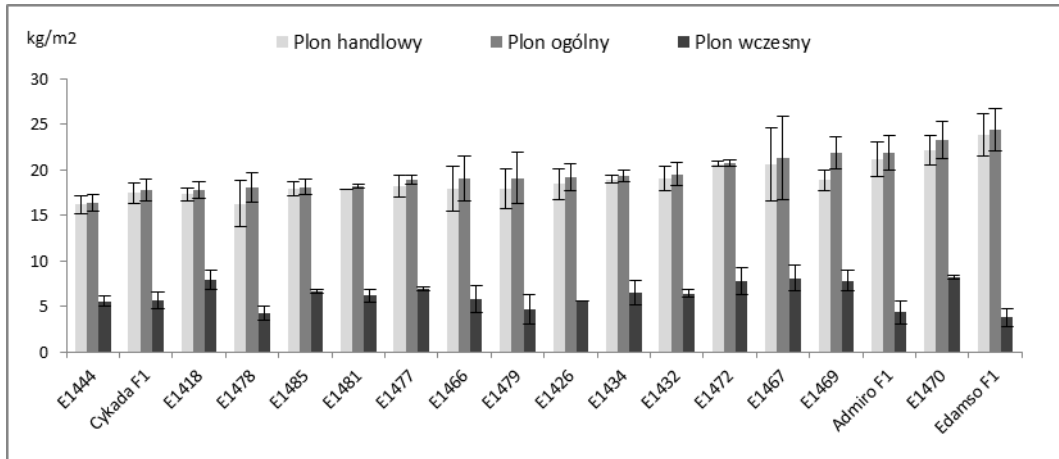 kg/m2
Plon handlowy Plon ogólny Plon wczesny
30
25
20
15
10
5
0
E1444 Cykada F1 E1418 E1478 E1485 E1481 E1477 E1466 E1479 E1426 E1434 E1432 E1472 E1467 E1469 Admiro F1 E1470 Edamso F1